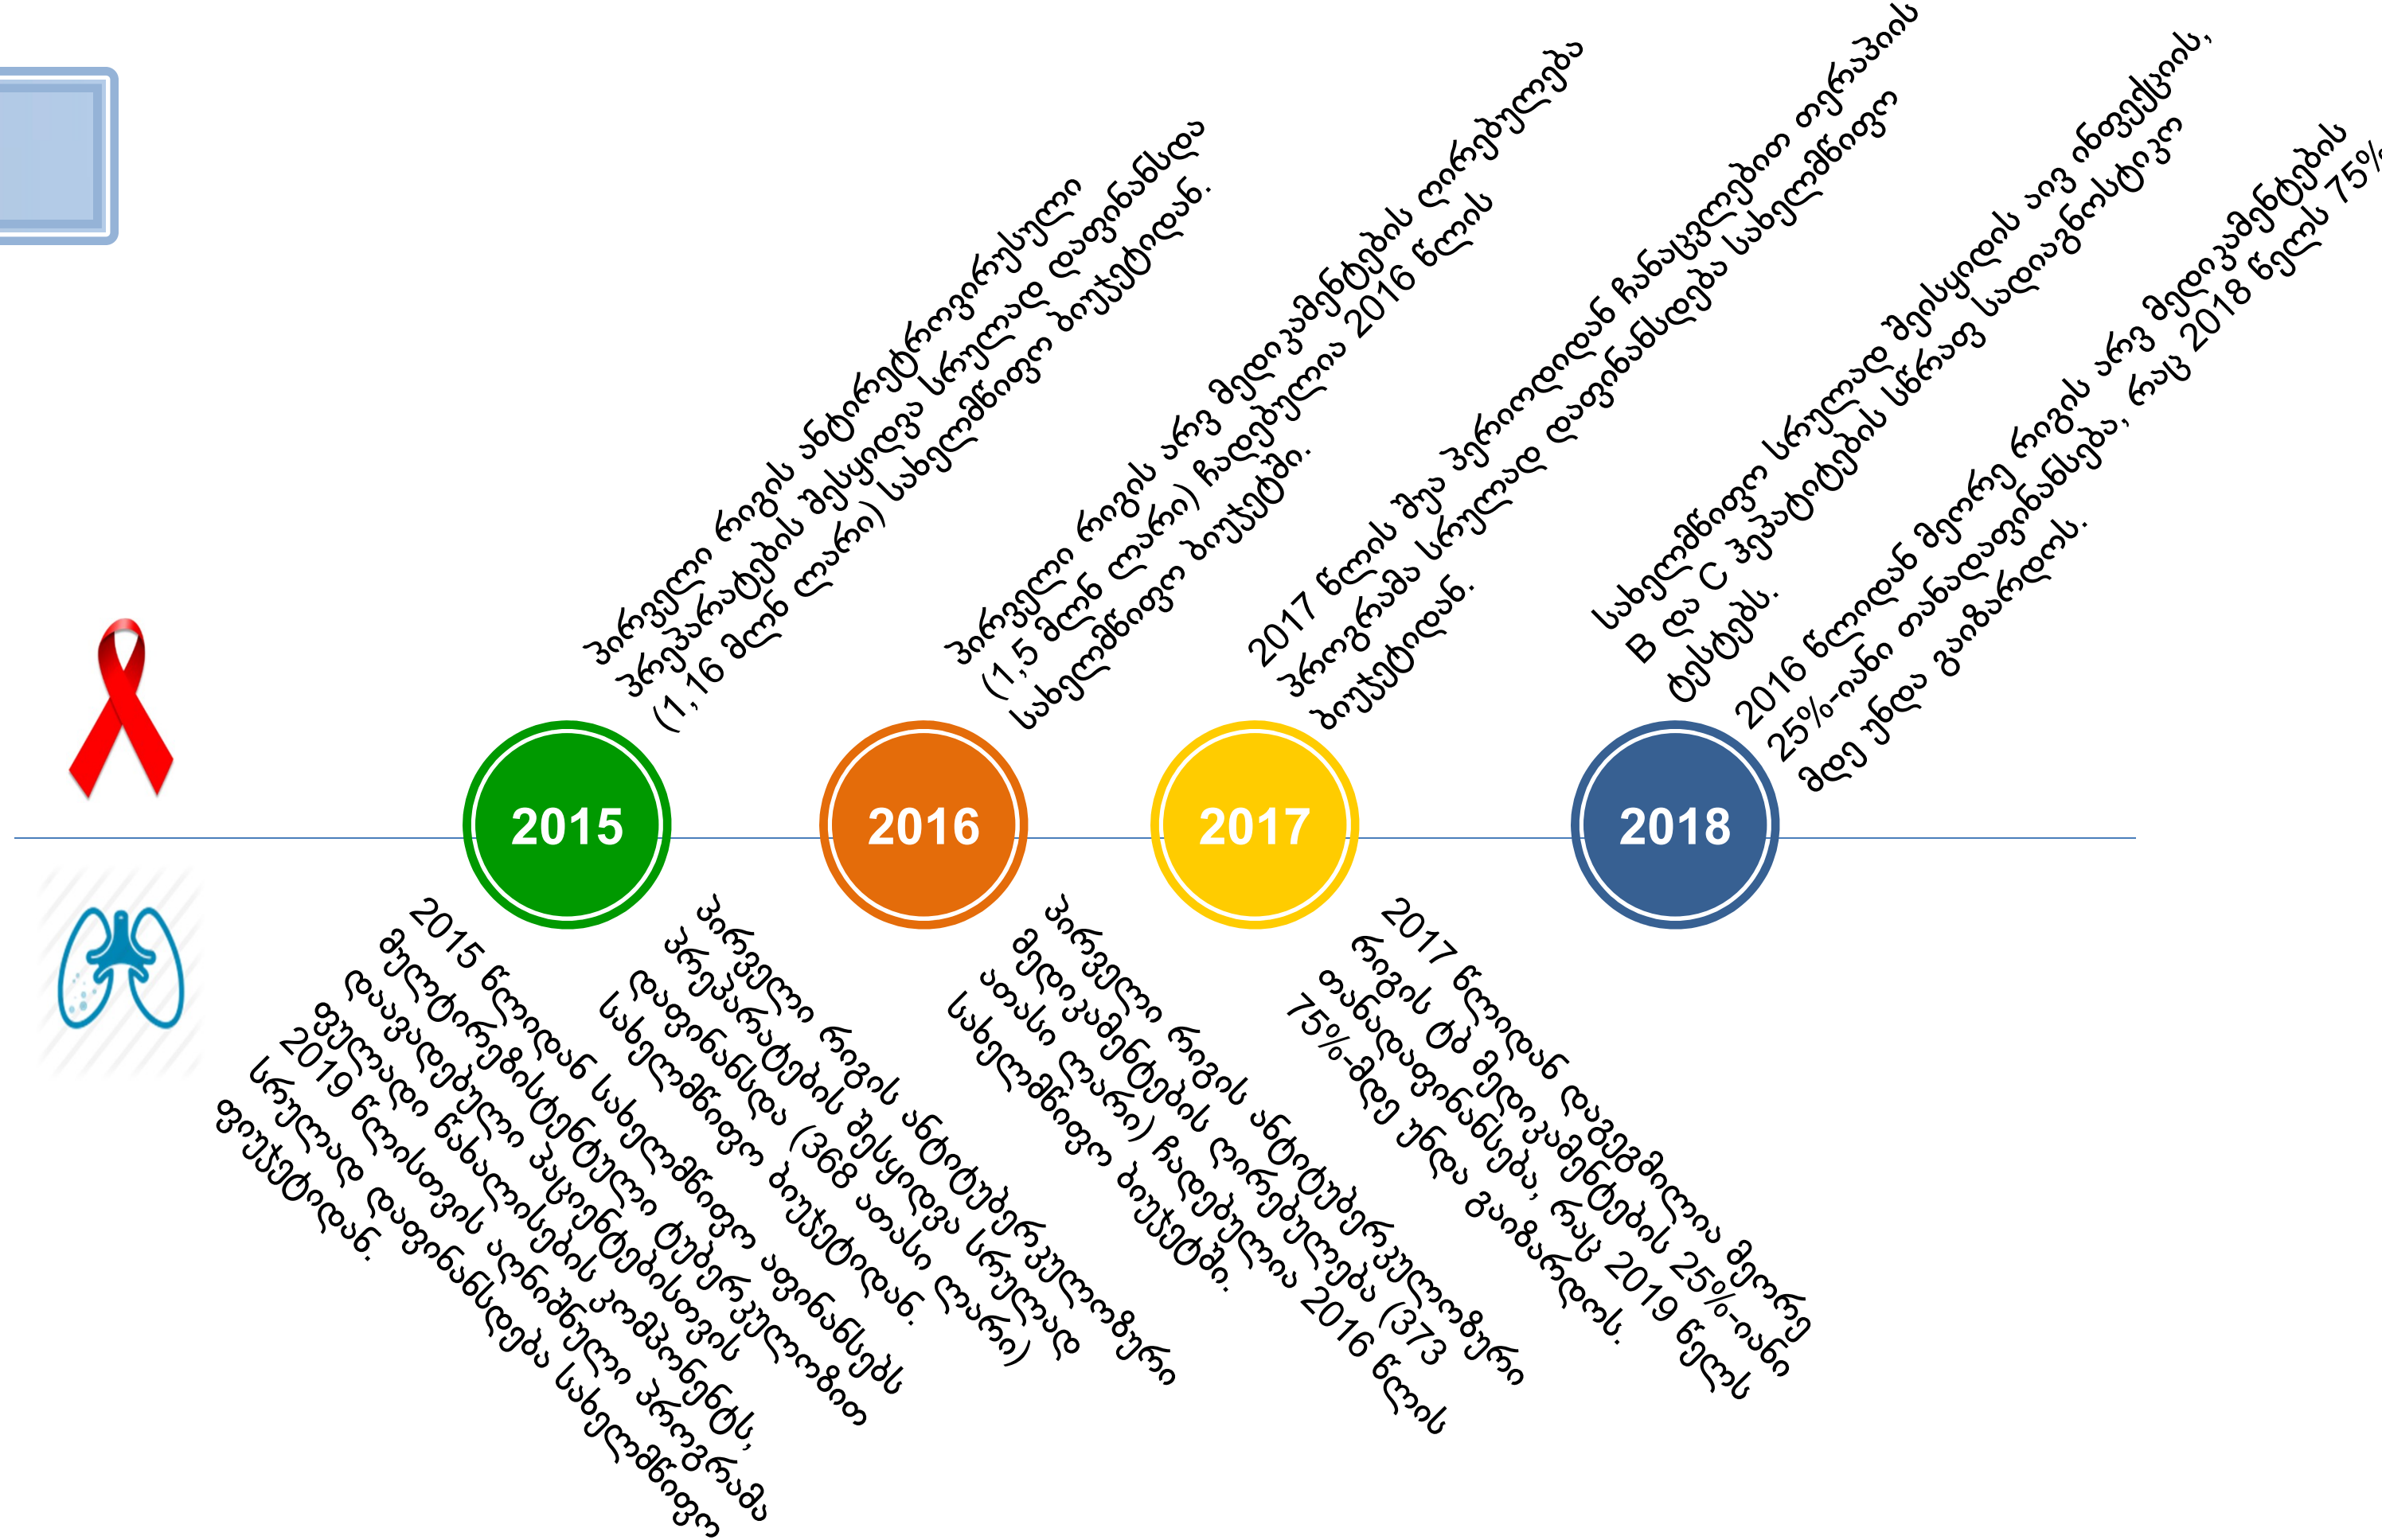 პირველი რიგის ანტირეტროვირუსული
პრეპარატების შესყიდვა სრულად დაფინანსდა
(1,16 მლნ ლარი) სახელმწიფო ბიუჯეტიდან.
პირველი რიგის არვ მედიკამენტების ღირებულება
(1,5 მლნ ლარი) ჩადებულია 2016 წლის
სახელმწიფო ბიუჯეტში.
2017 წლის შუა პერიოდიდან ჩანაცვლებით თერაპიის
პროგრამა სრულად დაფინანსდება სახელმწიფო
ბიუჯეტიდან.
სახელმწიფო სრულად შეისყიდის აივ ინფექციის,
B და C ჰეპატიტების სწრაფ სადიაგნოსტიკო
ტესტებს.
2016 წლიდან მეორე რიგის არვ მედიკამენტების
25%-იანი თანადაფინანსება, რაც 2018 წელს 75%
მდე უნდა გაიზარდოს.
2015
2016
2017
2018
2015 წლიდან სახელმწიფო აფინანსებს
მულტირეზისტენტული ტუბერკულოზით
დაავადებული პაციენტებისთვის
ფულადი წახალისების კომპონენტს,
2019 წლისთვის აღნიშნული პროგრამა
სრულად დაფინანსდება სახელმწიფო
ბიუჯეტიდან.
პირველი რიგის ანტიტუბერკულოზური
პრეპარატების შესყიდვა სრულად
დაფინანსდა (368 ათასი ლარი)
სახელმწიფო ბიუჯეტიდან.
პირველი რიგის ანტიტუბერკულოზური
მედიკამენტების ღირებულება (373
ათასი ლარი) ჩადებულია 2016 წლის
სახელმწიფო ბიუჯეტში.
2017 წლიდან დაგეგმილია მეორე
რიგის ტბ მედიკამენტების 25%-იანი
თანდაფინანსება, რაც 2019 წელს
75%-მდე უნდა გაიზარდოს.